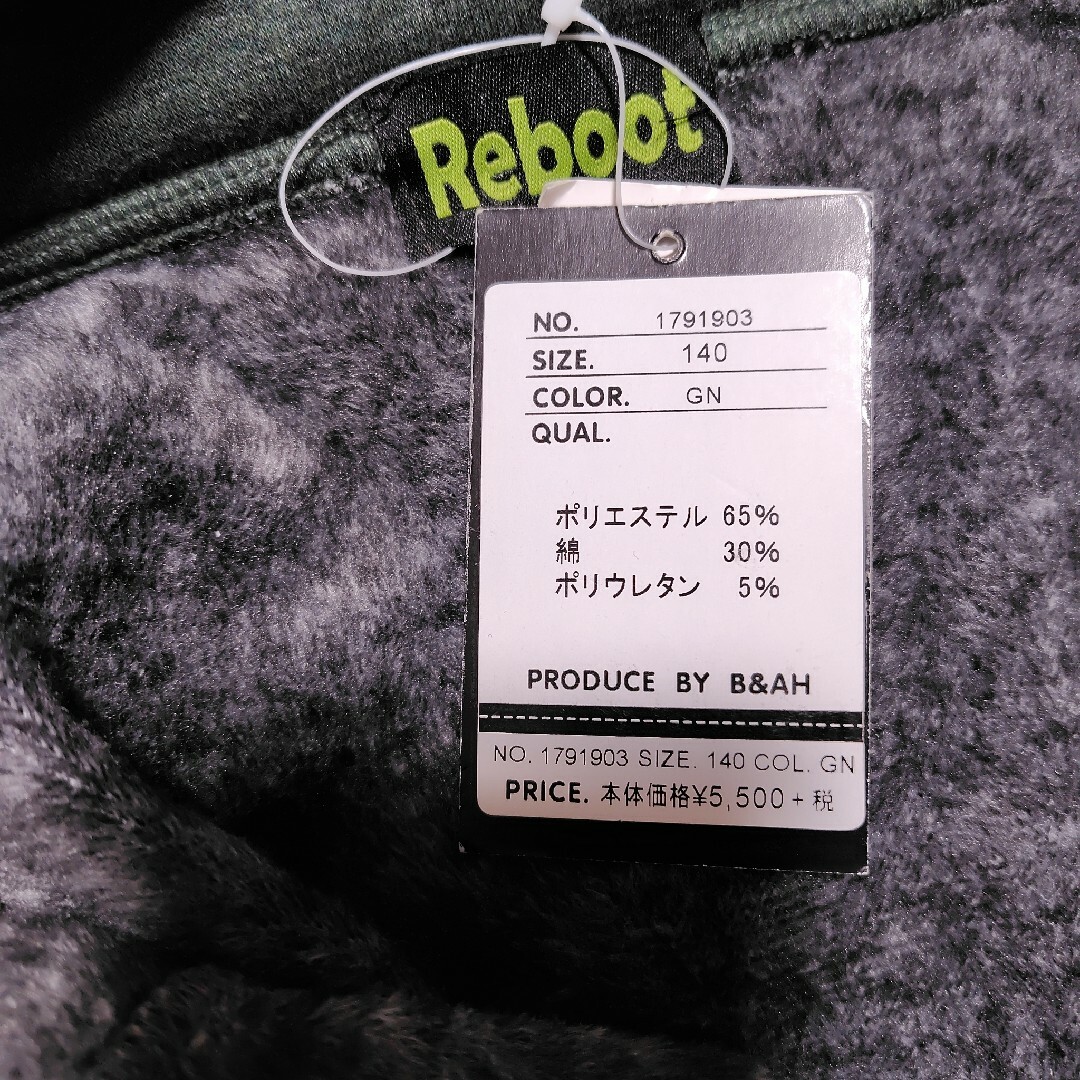 Reboot
NO. 1791903
SIZE. 140
COLOR. GN
QUAL.
ポリエステル 65%
綿 30%
ポリウレタン 5%
PRODUCE BY B&AH
NO. 1791903 SIZE. 140 COL. GN
PRICE. 本体価格¥5,500+税